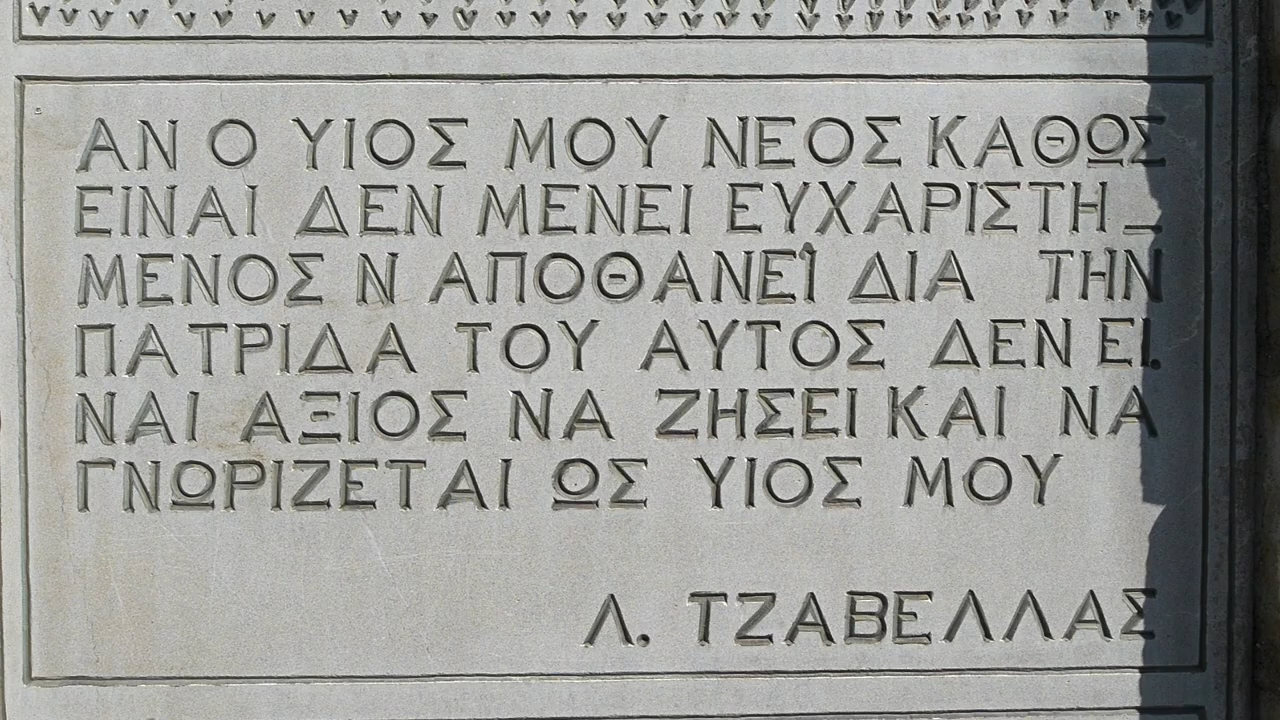 ΑΝ Ο ΥΙΟΣ ΜΟΥ ΝΕΟΣ ΚΑΘΩΣ
ΕΙΝΑΙ ΔΕΝ ΜΕΝΕΙ ΕΥΧΑΡΙΣΤΗ_
ΜΕΝΟΣ Ν ΑΠΟΘΑΝΕΙ ΔΙΑ ΤΗΝ
ΠΑΤΡΙΔΑ ΤΟΥ ΑΥΤΟΣ ΔΕΝ ΕΙ.
ΝΑΙ ΑΞΙΟΣ ΝΑ ΖΗΣΕΙ ΚΑΙ ΝΑ
ΓΝΩΡΙΖΕΤΑΙ ΩΣ ΥΙΟΣ ΜΟΥ
Λ. ΤΖΑΒΕΛΛΑΣ